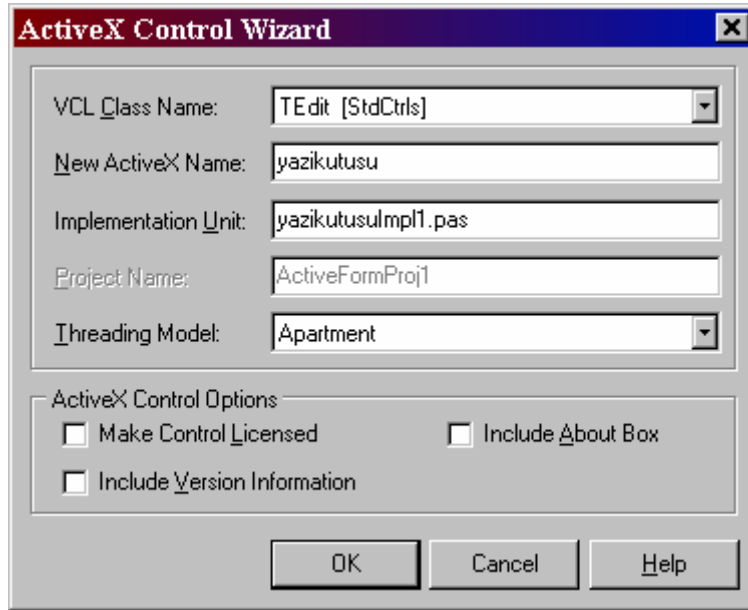 ActiveX Control Wizard
VCL Class Name: TEdit [StdCtrls]
New ActiveX Name: yazikutusu
Implementation Unit: yazikutusuImpl1.pas
Project Name: ActiveFormProj1
Threading Model: Apartment
ActiveX Control Options
Make Control Licensed Include About Box
Include Version Information
OK Cancel Help